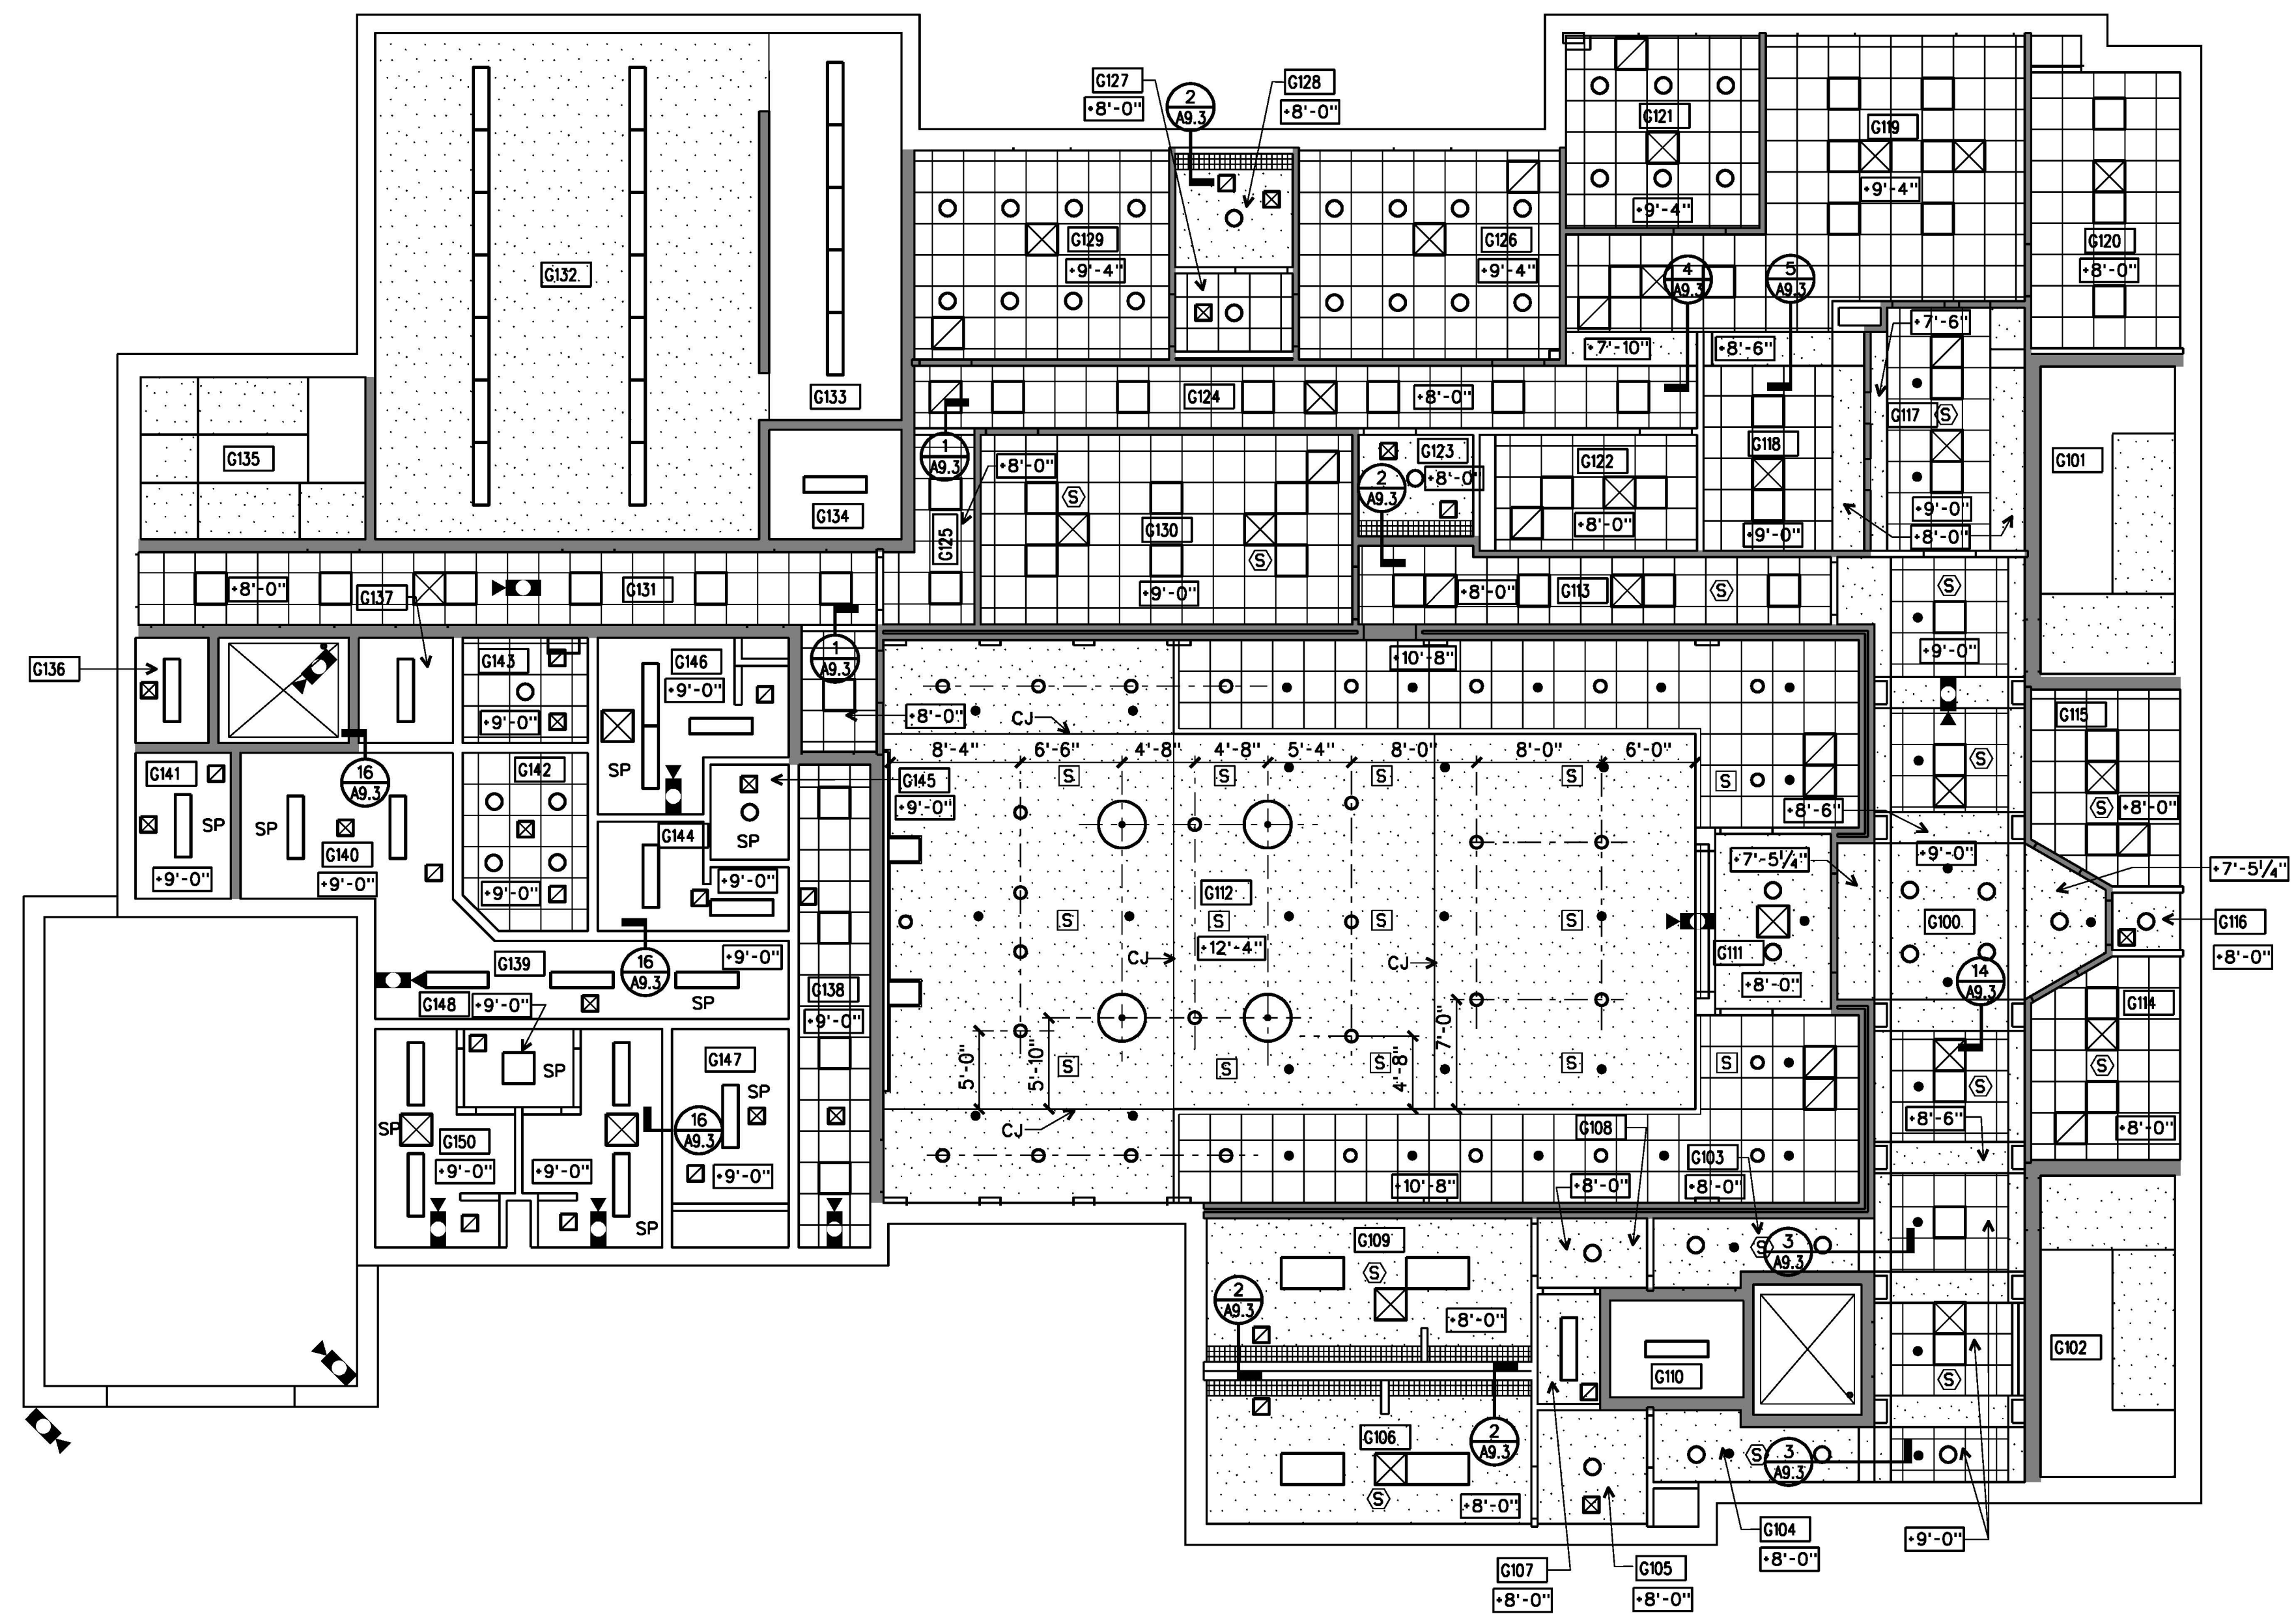 G127
+8'-0"
2
A9.3
G128
+8'-0"
G121
+9'-4"
G119
+9'-4"
G120
+8'-0"
G132
G133
G134
G135
G129
+9'-4"
G126
+9'-4"
4
A9.3
5
A9.3
+7'-10"
+8'-6"
+7'-6"
G124
+8'-0"
G117
S
+9'-0"
+8'-0"
G101
1
A9.3
+8'-0"
G125
S
G130
S
+9'-0"
G123
+8'-0"
2
A9.3
G122
+8'-0"
G118
+9'-0"
+8'-0"
G137
G131
+8'-0"
G113
S
S
+9'-0"
G136
G143
+9'-0"
G146
+9'-0"
1
A9.3
+8'-0"
+10'-8"
CJ
G115
S
+8'-0"
16
A9.3
G141
SP
+9'-0"
SP
G140
+9'-0"
G142
+9'-0"
SP
G145
+9'-0"
SP
G144
+9'-0"
8'-4"
6'-6"
4'-8"
4'-8"
5'-4"
8'-0"
8'-0"
6'-0"
S
S
S
S
S
S
+8'-6"
+7'-5¼"
+9'-0"
+7'-5¼"
G112
+12'-4"
S
S
S
S
CJ
CJ
G111
+8'-0"
G100
14
A9.3
G116
+8'-0"
G139
16
A9.3
+9'-0"
SP
G148
+9'-0"
SP
G138
+9'-0"
G147
SP
16
A9.3
+9'-0"
SP
G150
+9'-0"
+9'-0"
SP
5'-0"
5'-10"
4'-8"
7'-0"
S
S
S
S
S
CJ
S
+8'-6"
G114
S
+8'-0"
+10'-8"
G108
+8'-0"
G103
+8'-0"
G109
S
2
A9.3
+8'-0"
S
3
A9.3
G110
S
G102
G106
S
2
A9.3
+8'-0"
S
3
A9.3
G107
+8'-0"
G105
+8'-0"
G104
+8'-0"
+9'-0"